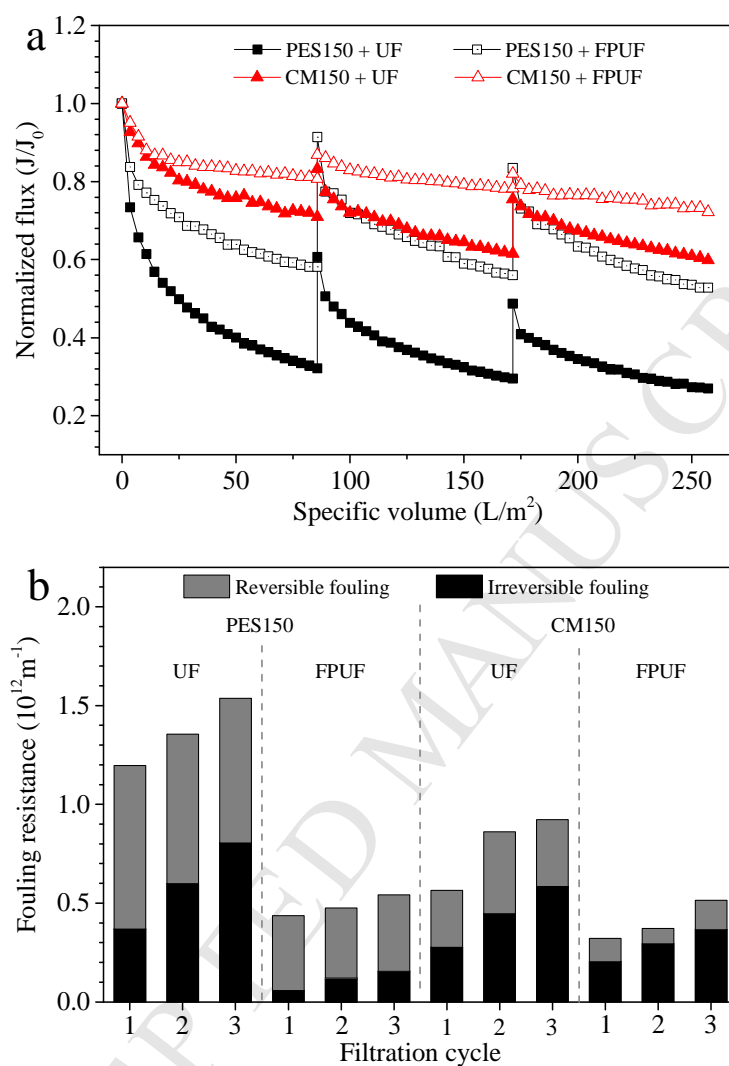 a
1.2
1.0
0.8
0.6
0.4
0.2
Normalized flux (J/J0)
PES150 + UF
PES150 + FPUF
CM150 + UF
CM150 + FPUF
0 50 100 150 200 250
Specific volume (L/m²)
b
Reversible fouling
Irreversible fouling
2.0
1.5
1.0
0.5
0.0
Fouling resistance (10¹²m⁻¹)
PES150
CM150
UF
FPUF
UF
FPUF
1 2 3 1 2 3 1 2 3 1 2 3
Filtration cycle